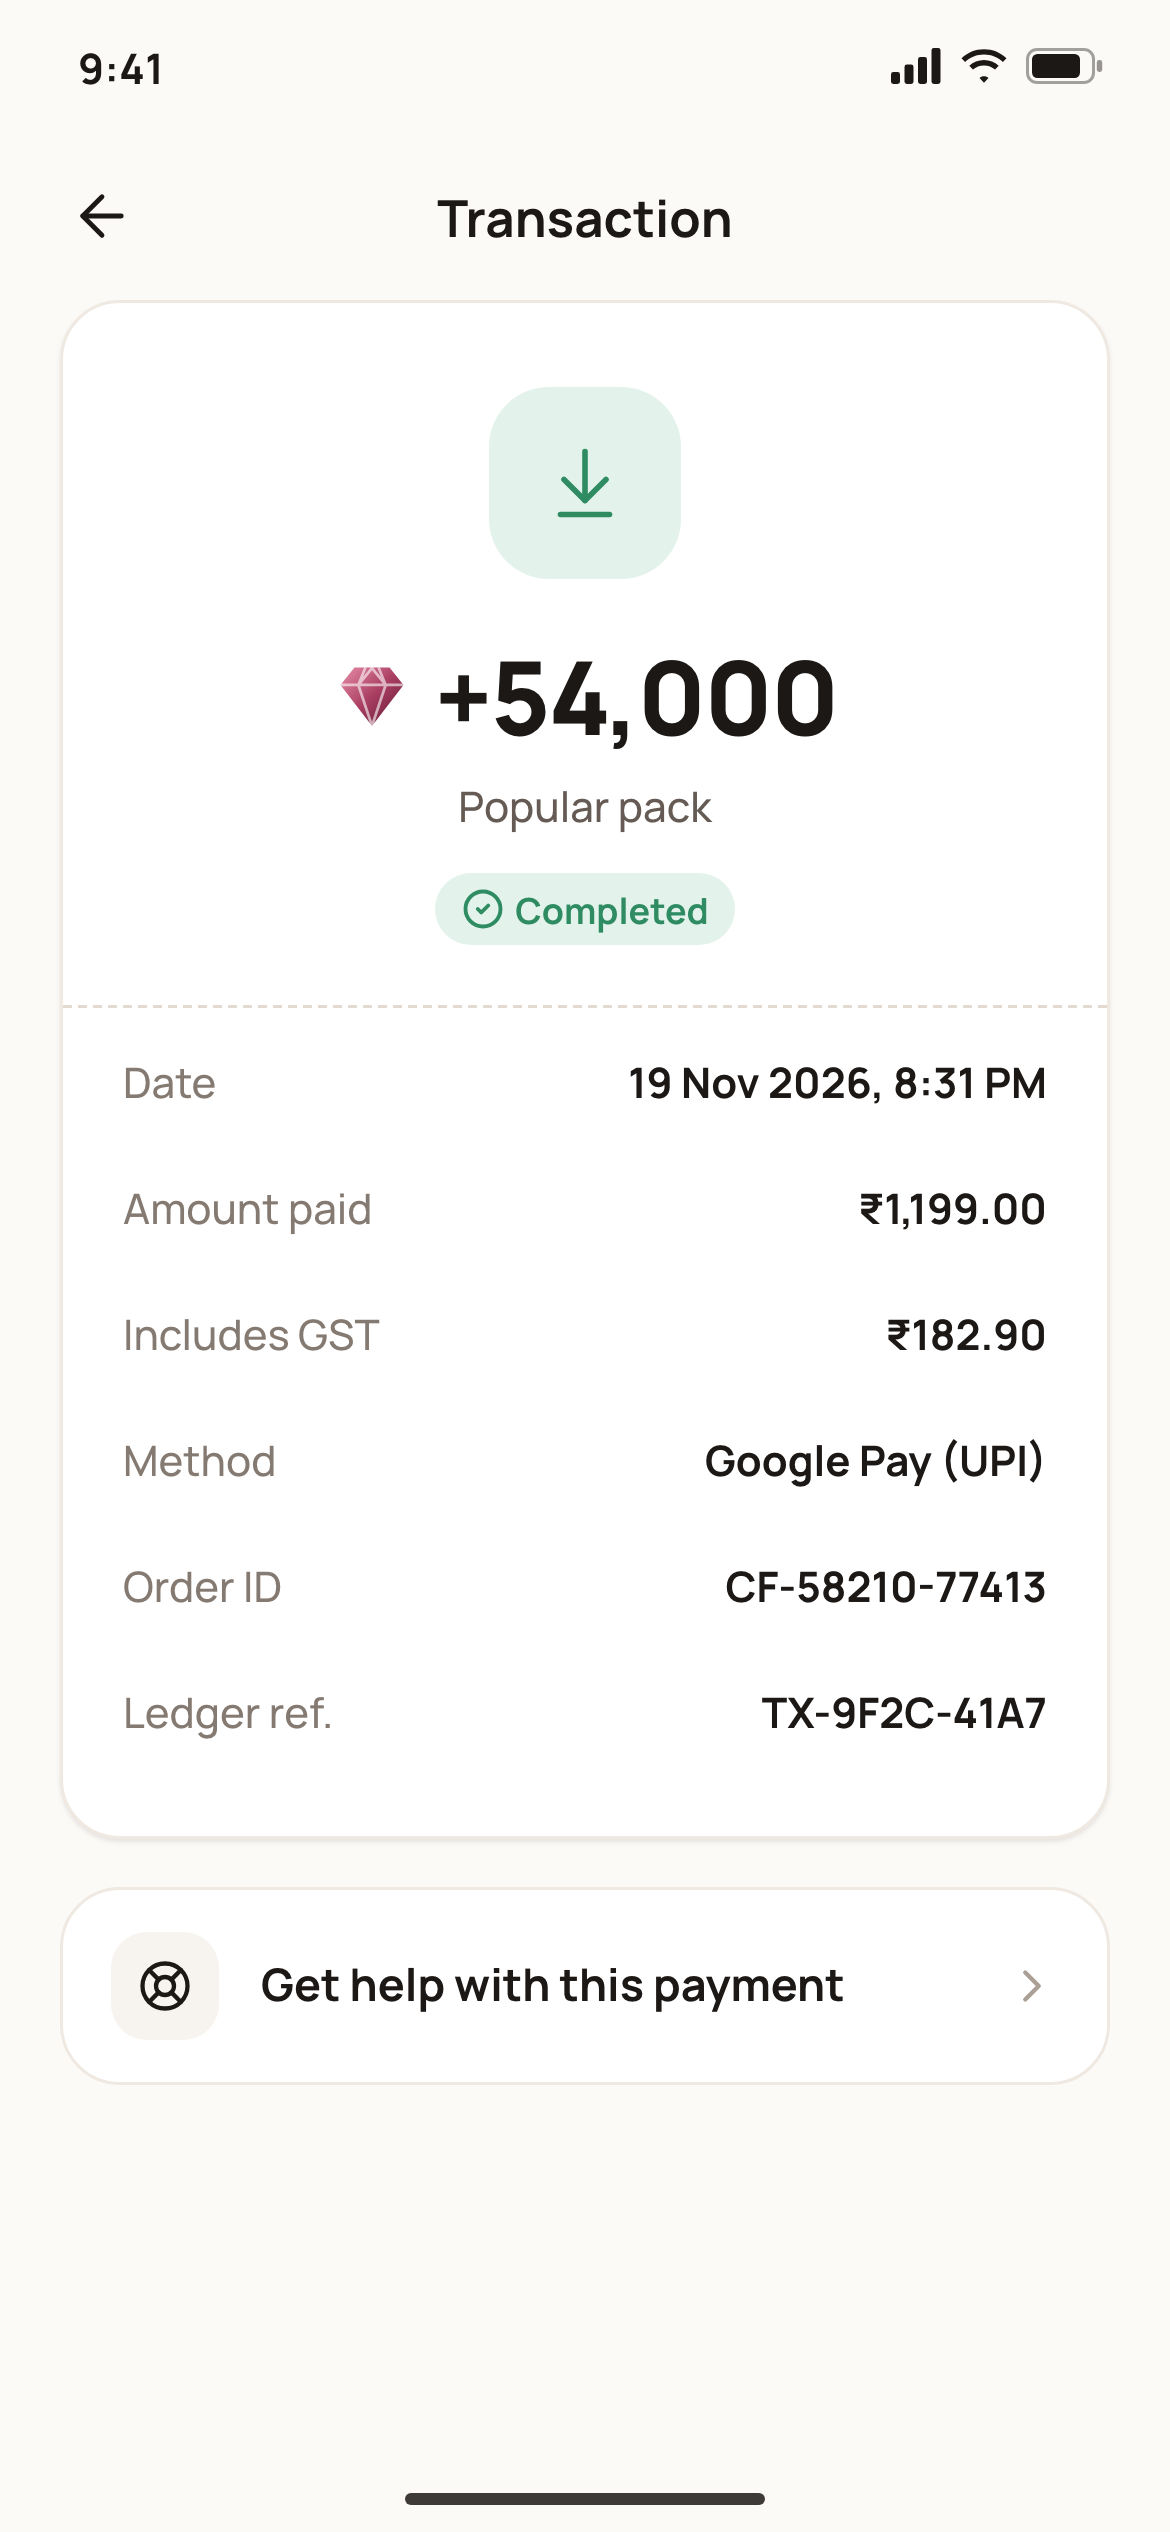 9:41
Transaction
+54,000
Popular pack
Completed
Date 19 Nov 2026, 8:31 PM
Amount paid ₹1,199.00
Includes GST ₹182.90
Method Google Pay (UPI)
Order ID CF-58210-77413
Ledger ref. TX-9F2C-41A7
Get help with this payment